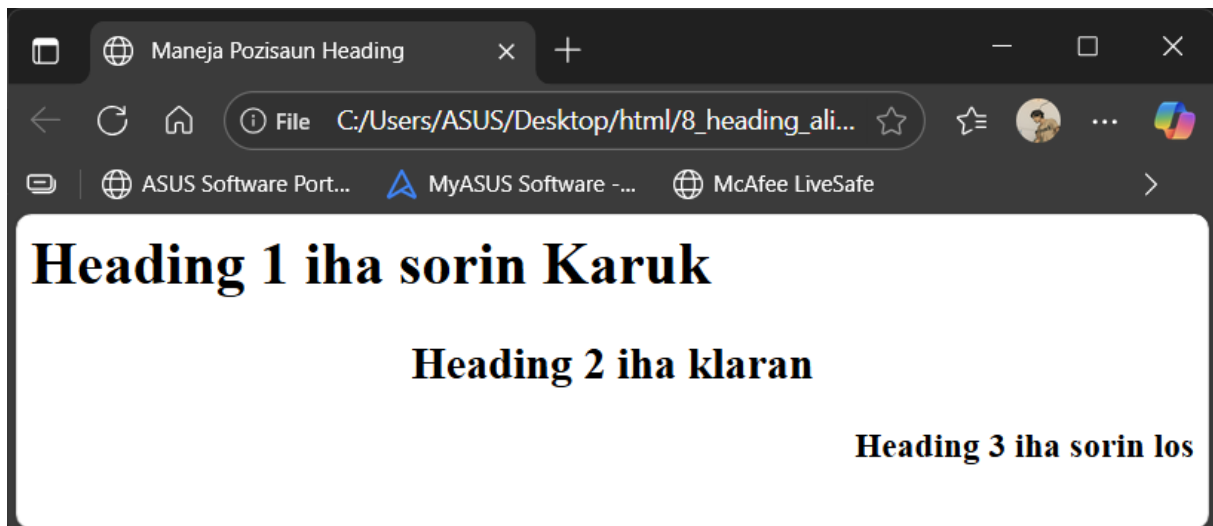 Maneja Pozisaun Heading
File C:/Users/ASUS/Desktop/html/8_heading_ali...
ASUS Software Port... MyASUS Software -... McAfee LiveSafe
Heading 1 iha sorin Karuk
Heading 2 iha klaran
Heading 3 iha sorin los